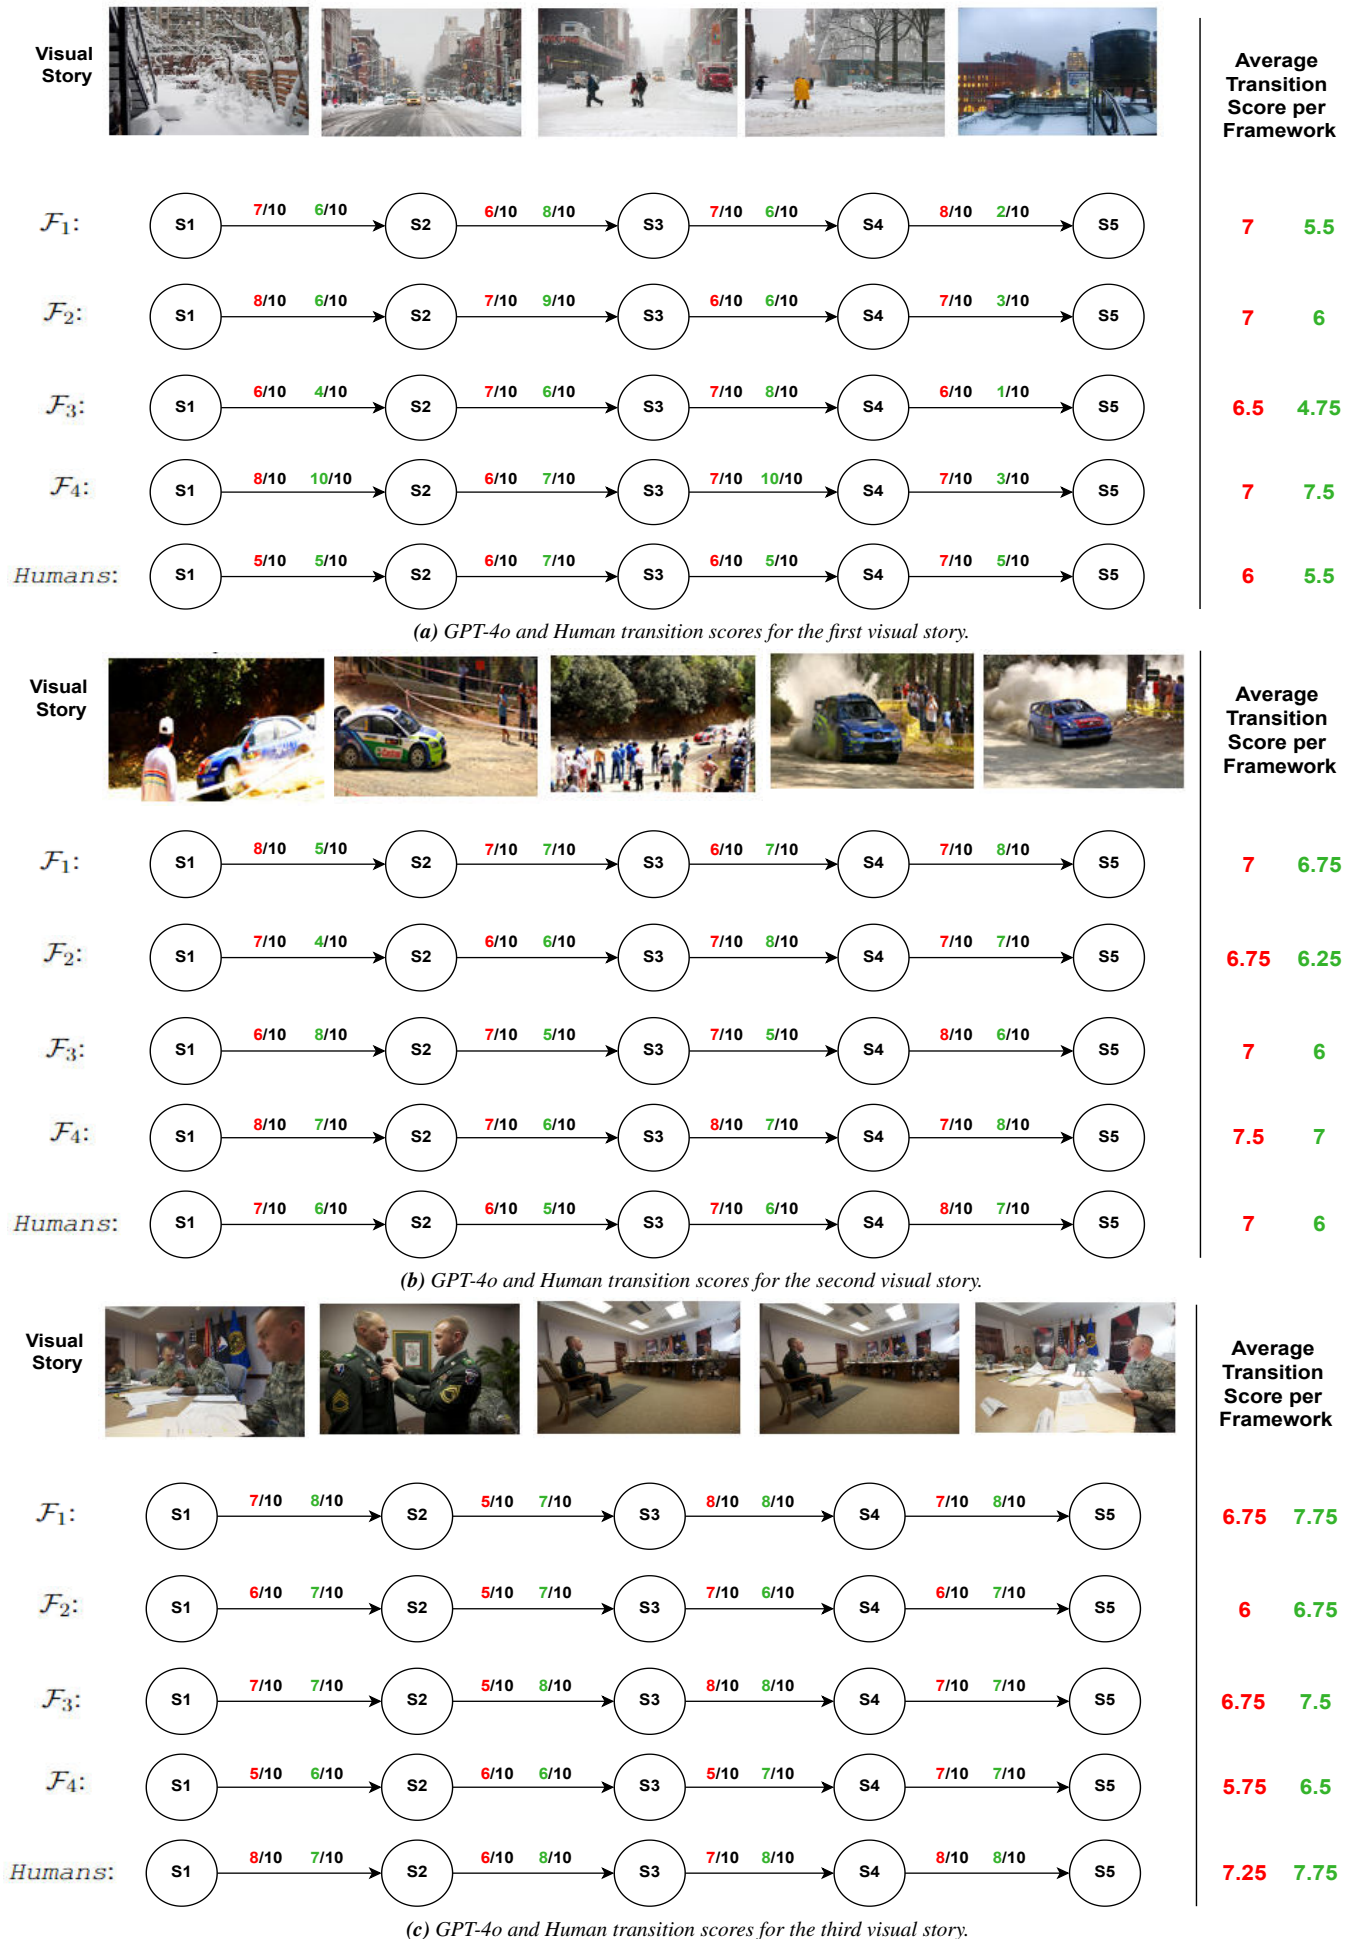 Visual Story
Average Transition Score per Framework
F1: S1 7/10 6/10 S2 6/10 8/10 S3 7/10 6/10 S4 8/10 2/10 S5 7 5.5
F2: S1 8/10 6/10 S2 7/10 9/10 S3 6/10 6/10 S4 7/10 3/10 S5 7 6
F3: S1 6/10 4/10 S2 7/10 6/10 S3 7/10 8/10 S4 6/10 1/10 S5 6.5 4.75
F4: S1 8/10 10/10 S2 6/10 7/10 S3 7/10 10/10 S4 7/10 3/10 S5 7 7.5
Humans: S1 5/10 5/10 S2 6/10 7/10 S3 6/10 5/10 S4 7/10 5/10 S5 6 5.5
(a) GPT-4o and Human transition scores for the first visual story.
Visual Story
Average Transition Score per Framework
F1: S1 8/10 5/10 S2 7/10 7/10 S3 6/10 7/10 S4 7/10 8/10 S5 7 6.75
F2: S1 7/10 4/10 S2 6/10 6/10 S3 7/10 8/10 S4 7/10 7/10 S5 6.75 6.25
F3: S1 6/10 8/10 S2 7/10 5/10 S3 7/10 5/10 S4 8/10 6/10 S5 7 6
F4: S1 8/10 7/10 S2 7/10 6/10 S3 8/10 7/10 S4 7/10 8/10 S5 7.5 7
Humans: S1 7/10 6/10 S2 6/10 5/10 S3 7/10 6/10 S4 8/10 7/10 S5 7 6
(b) GPT-4o and Human transition scores for the second visual story.
Visual Story
Average Transition Score per Framework
F1: S1 7/10 8/10 S2 5/10 7/10 S3 8/10 8/10 S4 7/10 8/10 S5 6.75 7.75
F2: S1 6/10 7/10 S2 5/10 7/10 S3 7/10 6/10 S4 6/10 7/10 S5 6 6.75
F3: S1 7/10 7/10 S2 5/10 8/10 S3 8/10 8/10 S4 7/10 7/10 S5 6.75 7.5
F4: S1 5/10 6/10 S2 6/10 6/10 S3 5/10 7/10 S4 7/10 7/10 S5 5.75 6.5
Humans: S1 8/10 7/10 S2 6/10 8/10 S3 7/10 8/10 S4 8/10 8/10 S5 7.25 7.75
(c) GPT-4o and Human transition scores for the third visual story.